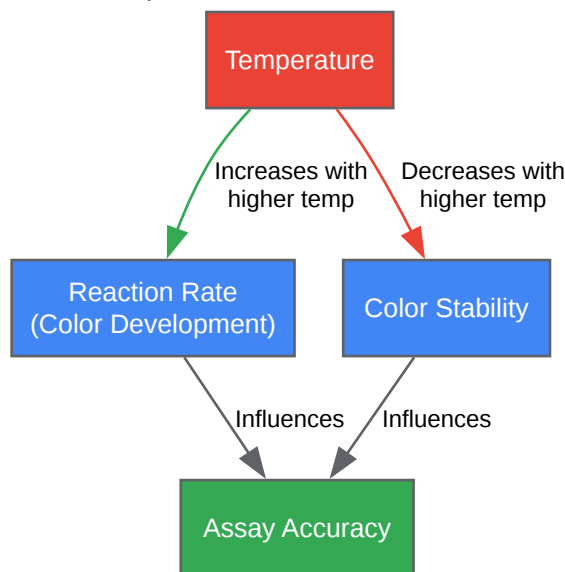 Temperature
Increases with
higher temp
Decreases with
higher temp
Reaction Rate
(Color Development)
Color Stability
Influences
Influences
Assay Accuracy